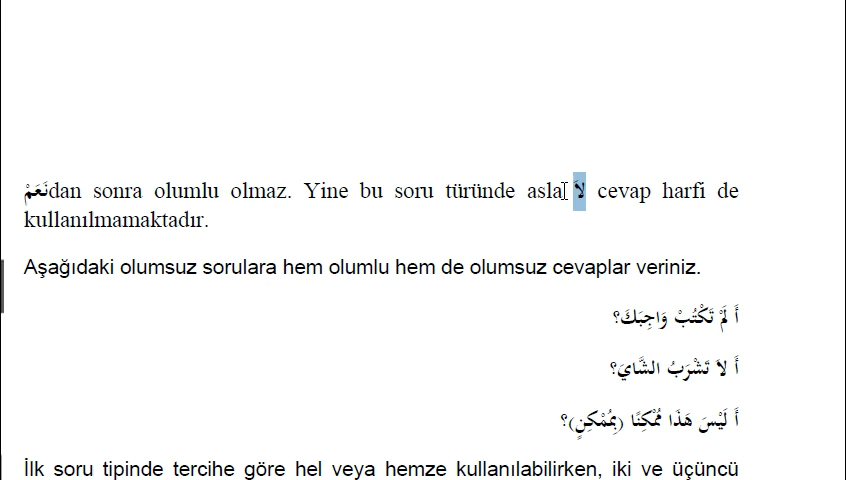 نَعَمْdan sonra olumlu olmaz. Yine bu soru türünde asla لاَ cevap harfi de
kullanılmamaktadır.
Aşağıdaki olumsuz sorulara hem olumlu hem de olumsuz cevaplar veriniz.
أَ لَمْ تَكْتُبْ وَاجِبَكَ؟
أَ لاَ تَشْرَبُ الشَّايَ؟
أَ لَيْسَ هَذَا مُمْكِنًا (بِمُمْكِنٍ)؟
İlk soru tipinde tercihe göre hel veya hemze kullanılabilirken, iki ve üçüncü